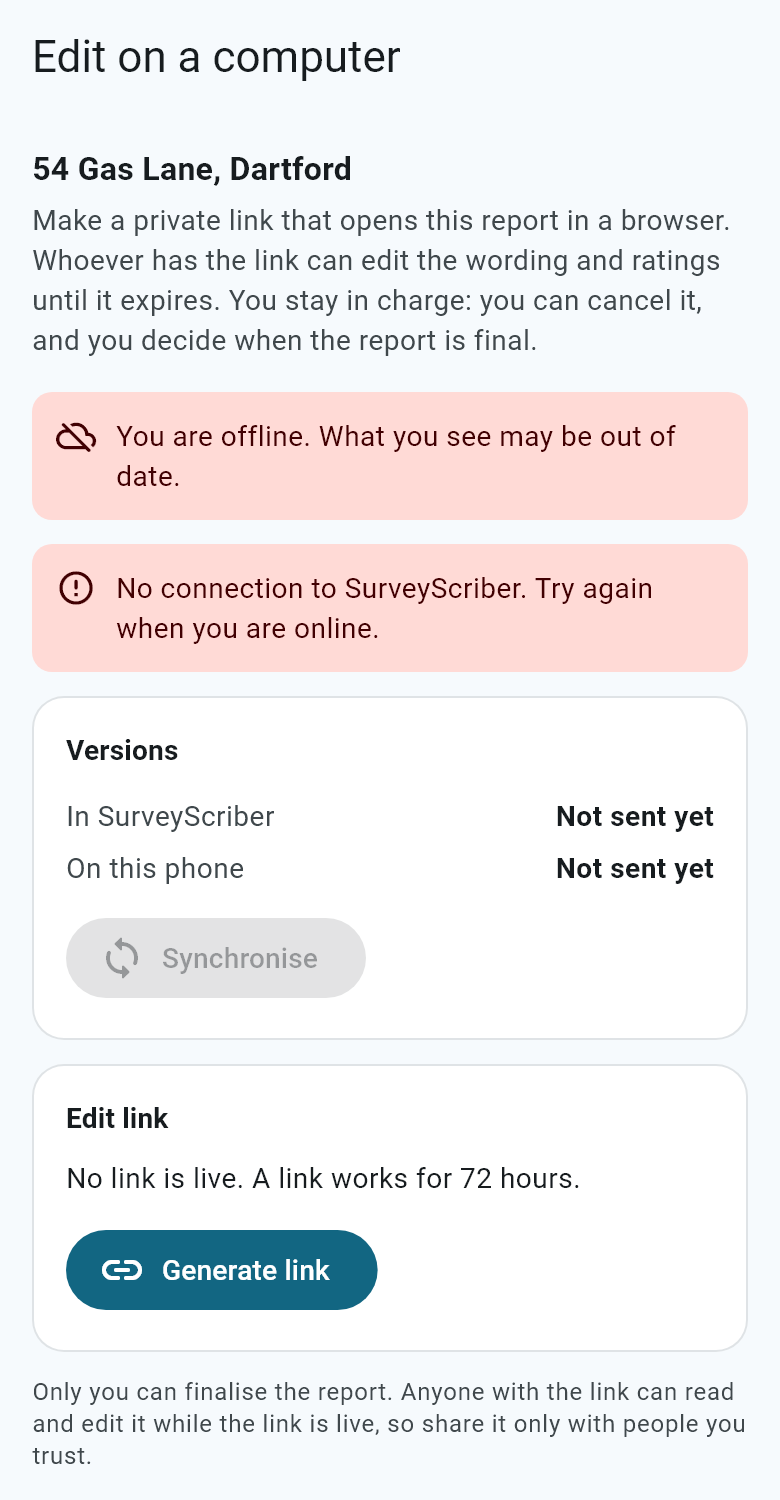 Edit on a computer
54 Gas Lane, Dartford
Make a private link that opens this report in a browser.
Whoever has the link can edit the wording and ratings
until it expires. You stay in charge: you can cancel it,
and you decide when the report is final.
You are offline. What you see may be out of
date.
No connection to SurveyScriber. Try again
when you are online.
Versions
In SurveyScriber Not sent yet
On this phone Not sent yet
Synchronise
Edit link
No link is live. A link works for 72 hours.
Generate link
Only you can finalise the report. Anyone with the link can read
and edit it while the link is live, so share it only with people you
trust.